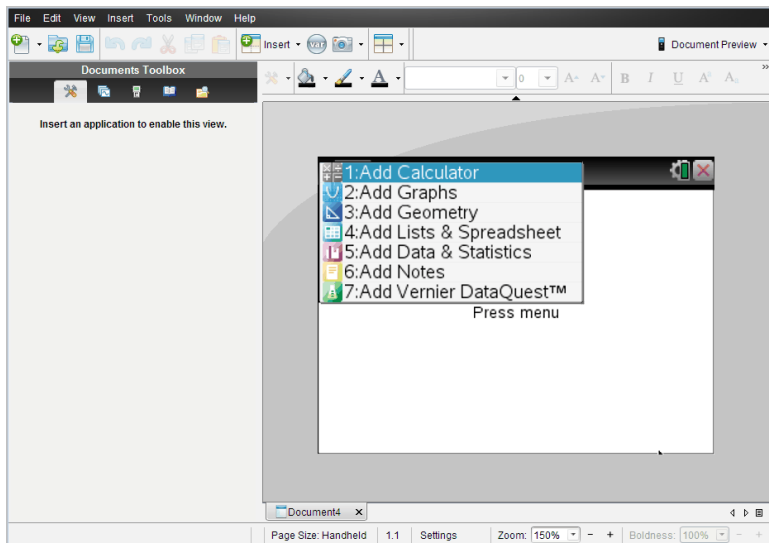 File Edit View Insert Tools Window Help
Insert Document Preview
Documents Toolbox
A 0 A A B I U A A
Insert an application to enable this view.
1:Add Calculator
2:Add Graphs
3:Add Geometry
4:Add Lists & Spreadsheet
5:Add Data & Statistics
6:Add Notes
7:Add Vernier DataQuest™
Press menu
Document4
Page Size: Handheld 1.1 Settings Zoom: 150% - + Boldness: 100% - +